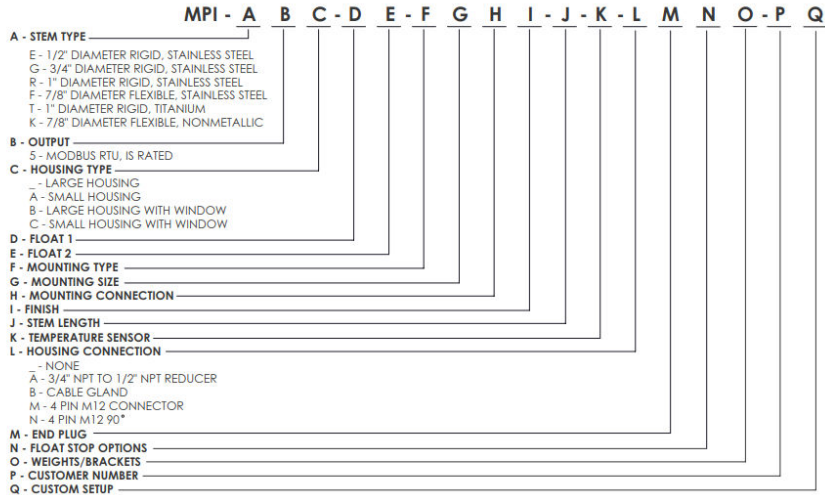 MPI - A B C - D E - F G H I - J - K - L M N O - P Q
A - STEM TYPE
E - 1/2" DIAMETER RIGID, STAINLESS STEEL
G - 3/4" DIAMETER RIGID, STAINLESS STEEL
R - 1" DIAMETER RIGID, STAINLESS STEEL
F - 7/8" DIAMETER FLEXIBLE, STAINLESS STEEL
T - 1" DIAMETER RIGID, TITANIUM
K - 7/8" DIAMETER FLEXIBLE, NONMETALLIC
B - OUTPUT
5 - MODBUS RTU, IS RATED
C - HOUSING TYPE
_ - LARGE HOUSING
A - SMALL HOUSING
B - LARGE HOUSING WITH WINDOW
C - SMALL HOUSING WITH WINDOW
D - FLOAT 1
E - FLOAT 2
F - MOUNTING TYPE
G - MOUNTING SIZE
H - MOUNTING CONNECTION
I - FINISH
J - STEM LENGTH
K - TEMPERATURE SENSOR
L - HOUSING CONNECTION
_ - NONE
A - 3/4" NPT TO 1/2" NPT REDUCER
B - CABLE GLAND
M - 4 PIN M12 CONNECTOR
N - 4 PIN M12 90°
M - END PLUG
N - FLOAT STOP OPTIONS
O - WEIGHTS/BRACKETS
P - CUSTOMER NUMBER
Q - CUSTOM SETUP